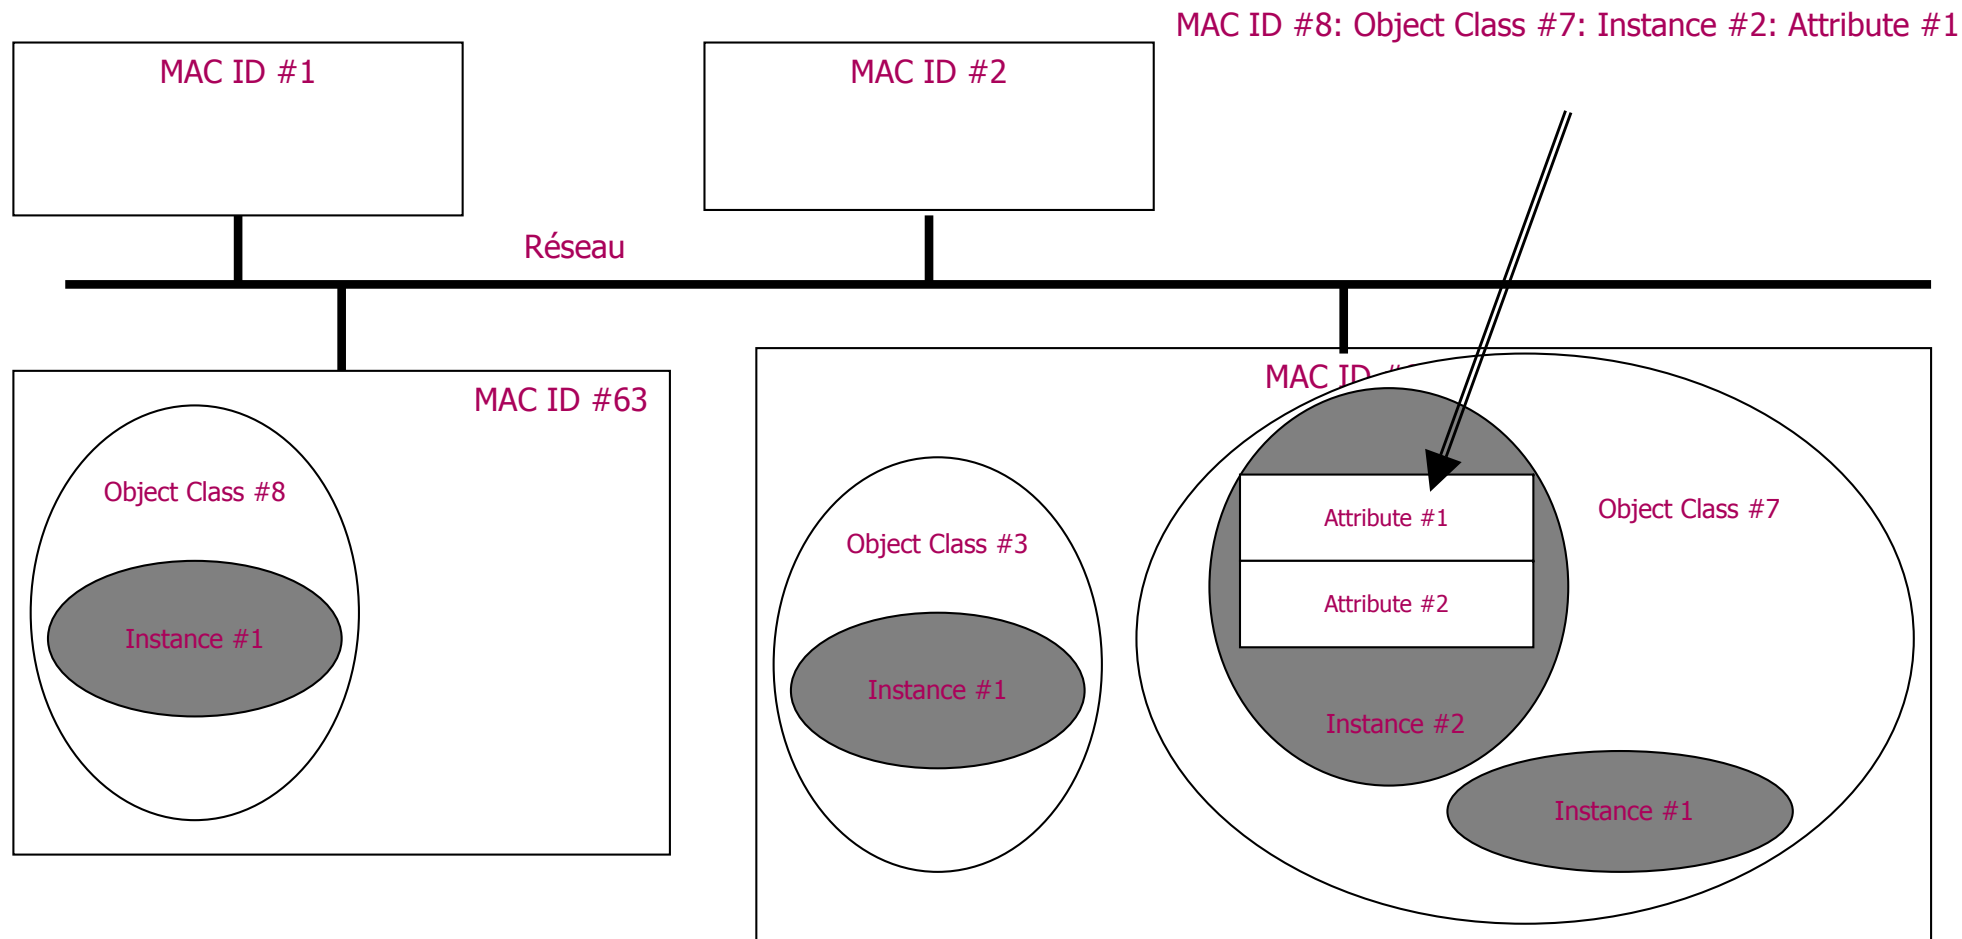 MAC ID #8: Object Class #7: Instance #2: Attribute #1
MAC ID #1
MAC ID #2
Réseau
MAC ID
MAC ID #63
Object Class #8
Object Class #7
Attribute #1
Object Class #3
Attribute #2
Instance #1
Instance #1
Instance #2
Instance #1